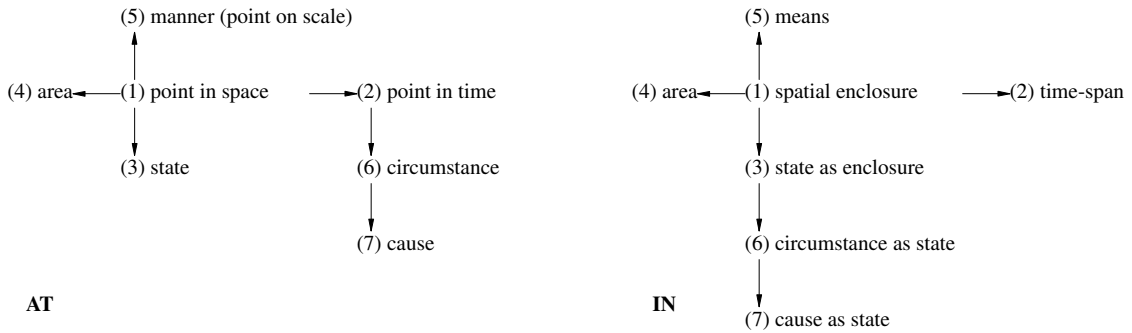 (5) manner (point on scale)
(4) area (1) point in space (2) point in time
(3) state (6) circumstance
(7) cause
AT
(5) means
(4) area (1) spatial enclosure (2) time-span
(3) state as enclosure
(6) circumstance as state
(7) cause as state
IN